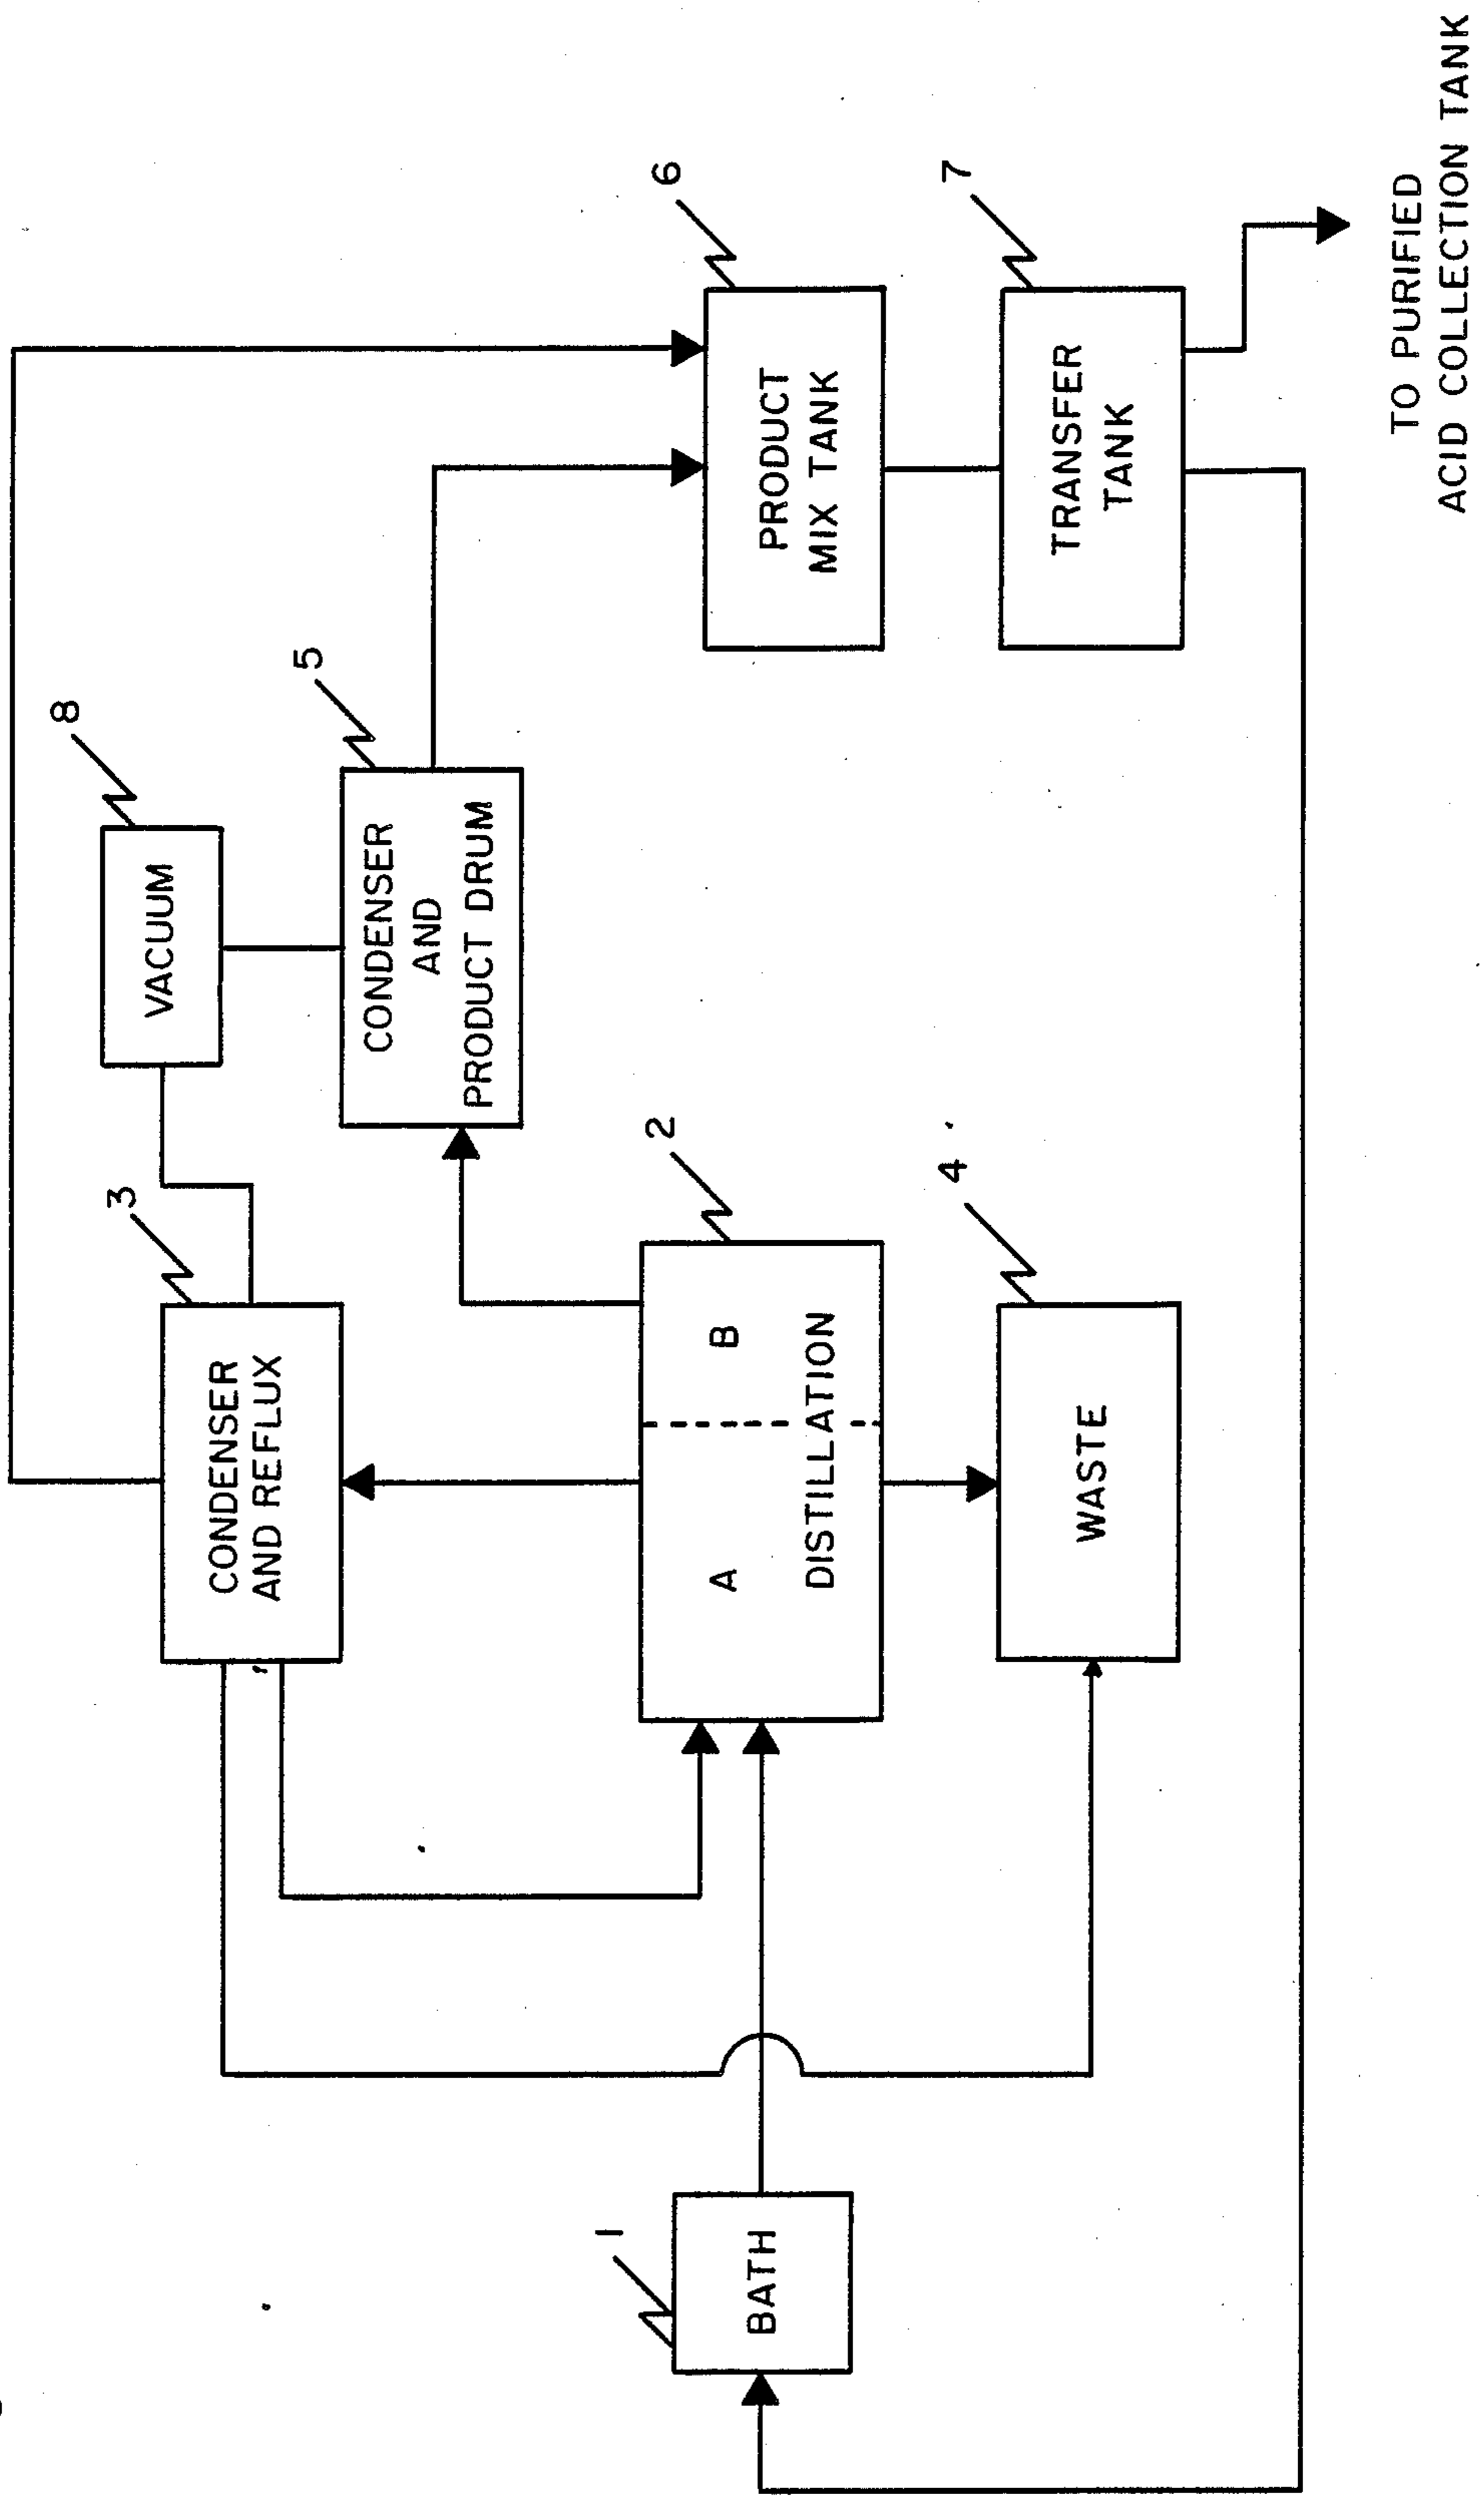 8
VACUUM
3
CONDENSER
AND REFLUX
5
CONDENSER
AND
PRODUCT DRUM
6
PRODUCT
MIX TANK
2
A B
DISTILLATION
1
BATH
4
WASTE
7
TRANSFER
TANK
TO PURIFIED
ACID COLLECTION TANK